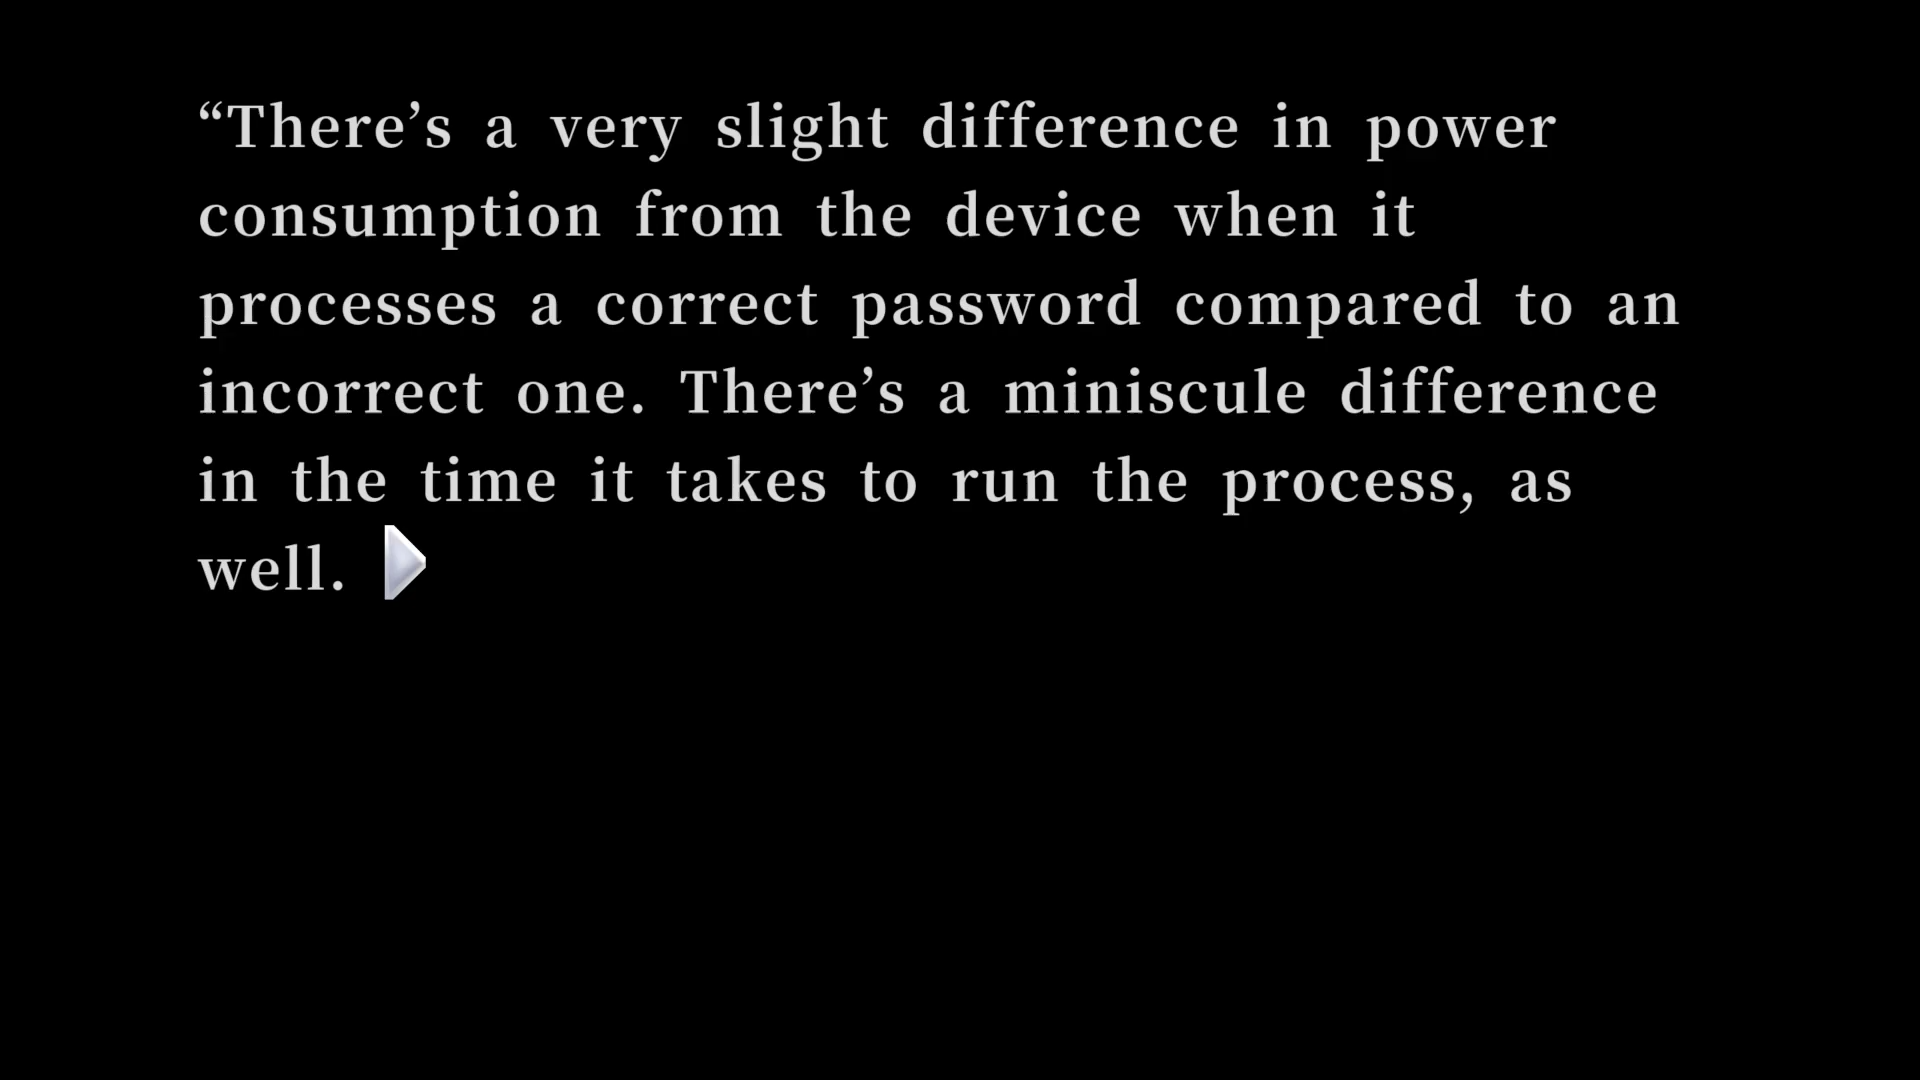 “There’s a very slight difference in power
consumption from the device when it
processes a correct password compared to an
incorrect one. There’s a miniscule difference
in the time it takes to run the process, as
well.